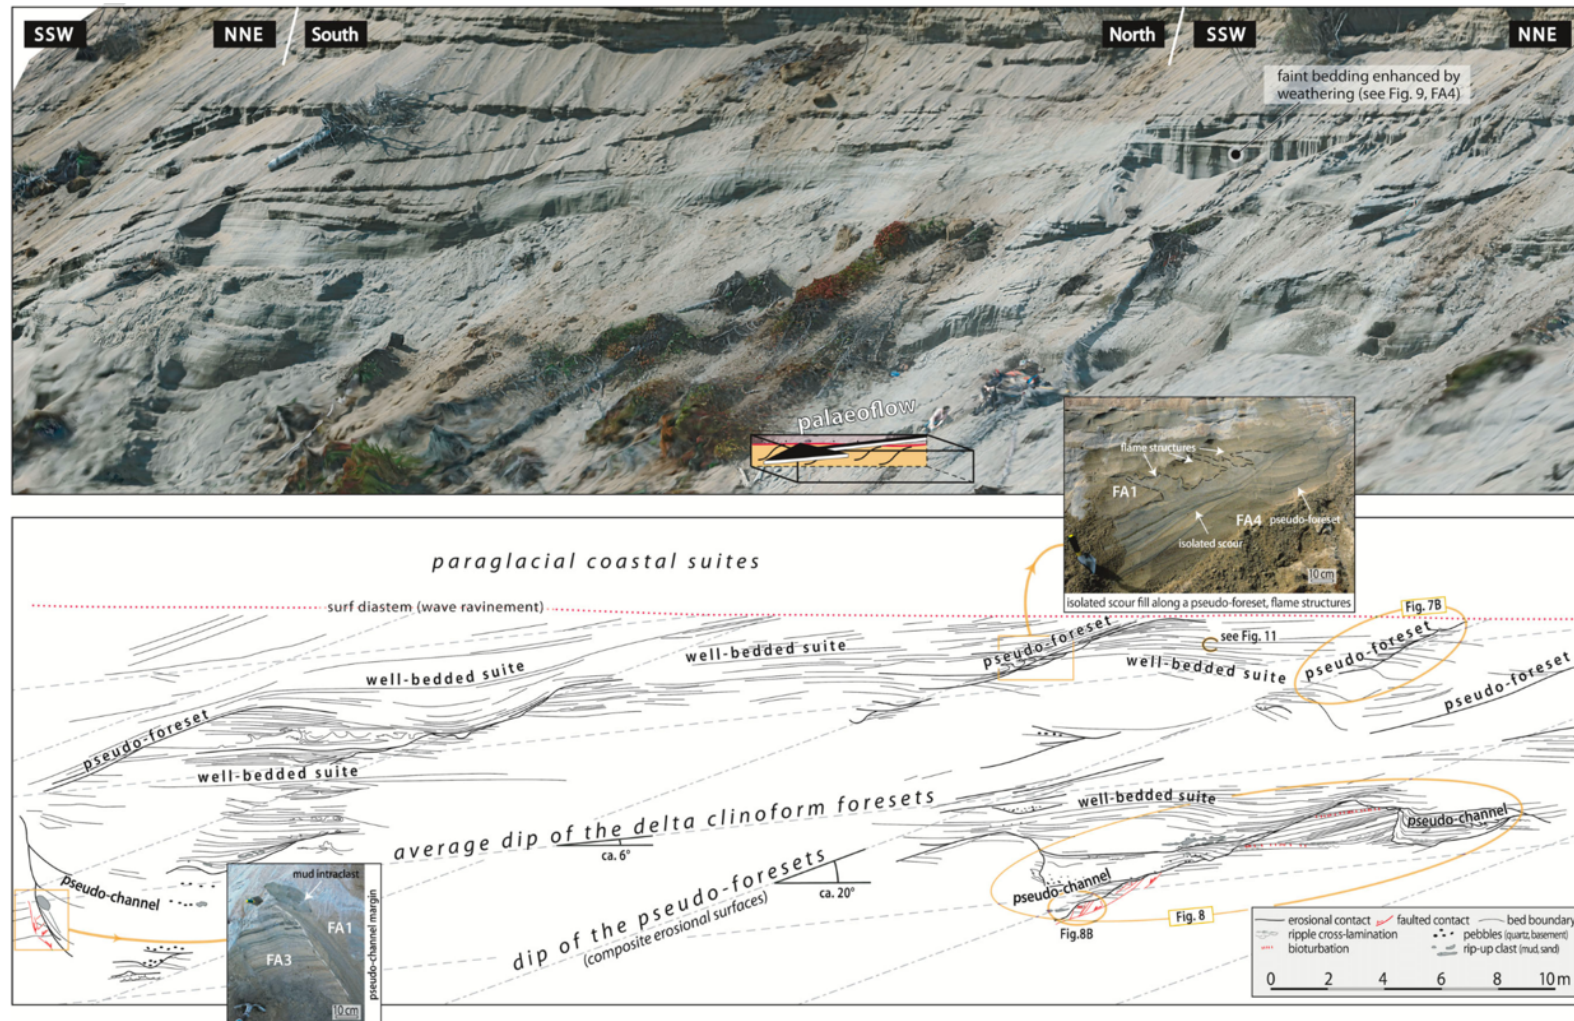 SSW
NNE
South
North
SSW
NNE
faint bedding enhanced by
weathering (see Fig. 9, FA4)
palaeoflow
flame structures
FA1
FA4
pseudo-foreset
isolated scour
10 cm
isolated scour fill along a pseudo-foreset, flame structures
paraglacial coastal suites
surf diastem (wave ravinement)
Fig. 7B
pseudo-foreset
see Fig. 11
well-bedded suite
well-bedded suite
well-bedded suite
pseudo-foreset
pseudo-foreset
pseudo-foreset
well-bedded suite
well-bedded suite
average dip of the delta clinoform foresets
ca. 6°
pseudo-channel
dip of the pseudo-foresets
(composite erosional surfaces)
ca. 20°
pseudo-channel
pseudo-channel
Fig. 8
Fig.8B
mud intraclast
FA1
FA3
10 cm
pseudo-channel margin
erosional contact
faulted contact
bed boundary
ripple cross-lamination
pebbles (quartz, basement)
bioturbation
rip-up clast (mud, sand)
0 2 4 6 8 10 m